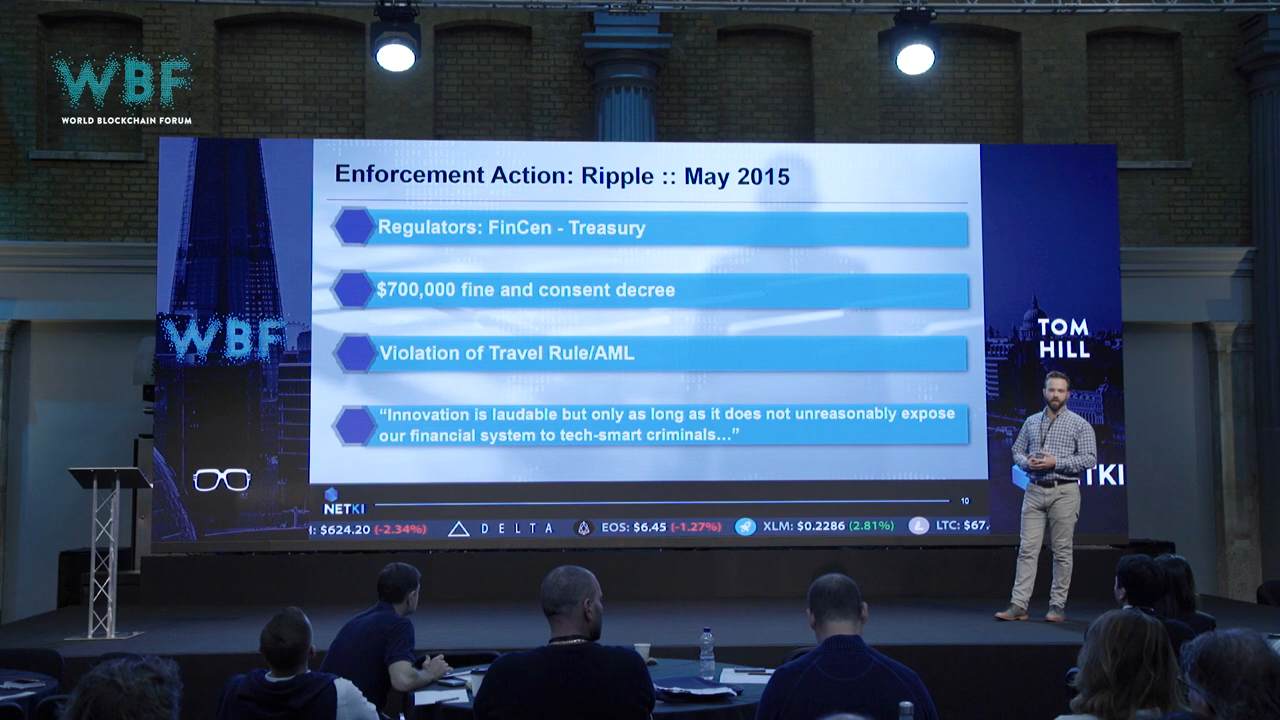 WBF
WORLD BLOCKCHAIN FORUM
Enforcement Action: Ripple :: May 2015
Regulators: FinCen - Treasury
$700,000 fine and consent decree
Violation of Travel Rule/AML
“Innovation is laudable but only as long as it does not unreasonably expose
our financial system to tech-smart criminals…”
WBF
TOM
HILL
TKI
NETKI
10
: $624.20 (-2.34%) DELTA EOS: $6.45 (-1.27%) XLM: $0.2286 (2.81%) LTC: $67.